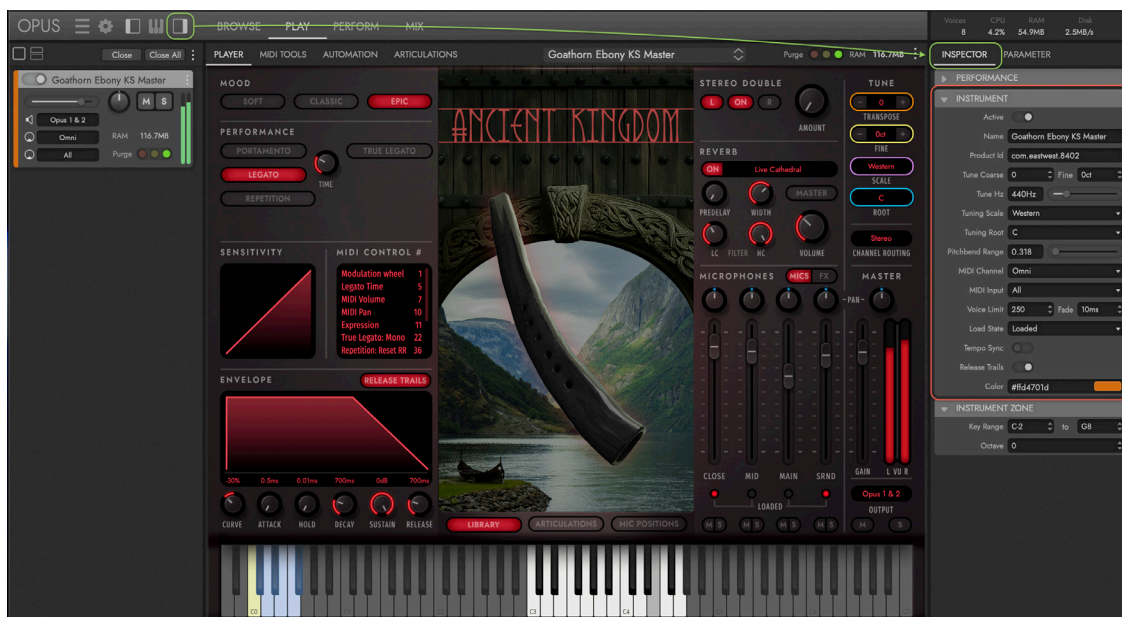 OPUS
BROWSE PLAY PERFORM MIX
Voices CPU RAM Disk
8 4.2% 54.9MB 2.5MB/s
Close Close All
PLAYER MIDI TOOLS AUTOMATION ARTICULATIONS
Goathorn Ebony KS Master
Purge RAM 116.7MB
INSPECTOR PARAMETER
Goathorn Ebony KS Master
M S
Opus 1 & 2
Omni RAM 116.7MB
All Purge
MOOD
SOFT CLASSIC EPIC
PERFORMANCE
PORTAMENTO TRUE LEGATO
LEGATO
TIME
REPETITION
SENSITIVITY
MIDI CONTROL #
Modulation wheel 1
Legato Time 5
MIDI Volume 7
MIDI Pan 10
Expression 11
True Legato: Mono 22
Repetition: Reset RR 36
ENVELOPE RELEASE TRAILS
-30% 0.5ms 0.01ms 700ms 0dB 700ms
CURVE ATTACK HOLD DECAY SUSTAIN RELEASE
ANCIENT KINGDOM
LIBRARY ARTICULATIONS MIC POSITIONS
STEREO DOUBLE
L ON R
AMOUNT
REVERB
ON Live Cathedral
MASTER
PREDELAY WIDTH
LC FILTER HC VOLUME
MICROPHONES MICS FX
-PAN-
CLOSE MID MAIN SRND
LOADED
M S M S M S M S
TUNE
- 0 +
TRANSPOSE
- 0ct +
FINE
Western
SCALE
C
ROOT
Stereo
CHANNEL ROUTING
MASTER
GAIN L VU R
Opus 1 & 2
OUTPUT
M S
C0 C3 C4
PERFORMANCE
INSTRUMENT
Active
Name Goathorn Ebony KS Master
Product Id com.eastwest.8402
Tune Coarse 0 Fine 0ct
Tune Hz 440Hz
Tuning Scale Western
Tuning Root C
Pitchbend Range 0.318
MIDI Channel Omni
MIDI Input All
Voice Limit 250 Fade 10ms
Load State Loaded
Tempo Sync
Release Trails
Color #ffd4701d
INSTRUMENT ZONE
Key Range C-2 to G8
Octave 0